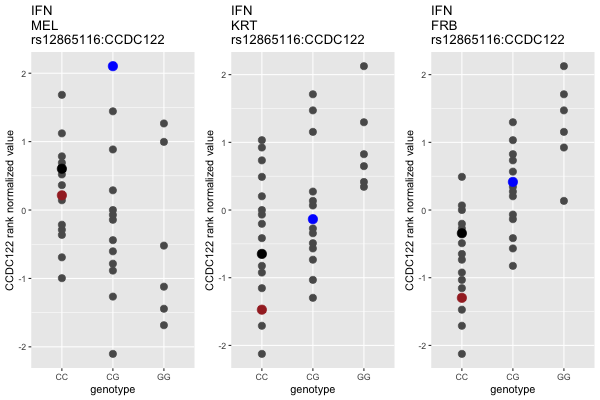 IFN
MEL
rs12865116:CCDC122
CCDC122 rank normalized value
2
1
0
-1
-2
CC CG GG
genotype
IFN
KRT
rs12865116:CCDC122
CCDC122 rank normalized value
2
1
0
-1
-2
CC CG GG
genotype
IFN
FRB
rs12865116:CCDC122
CCDC122 rank normalized value
2
1
0
-1
-2
CC CG GG
genotype